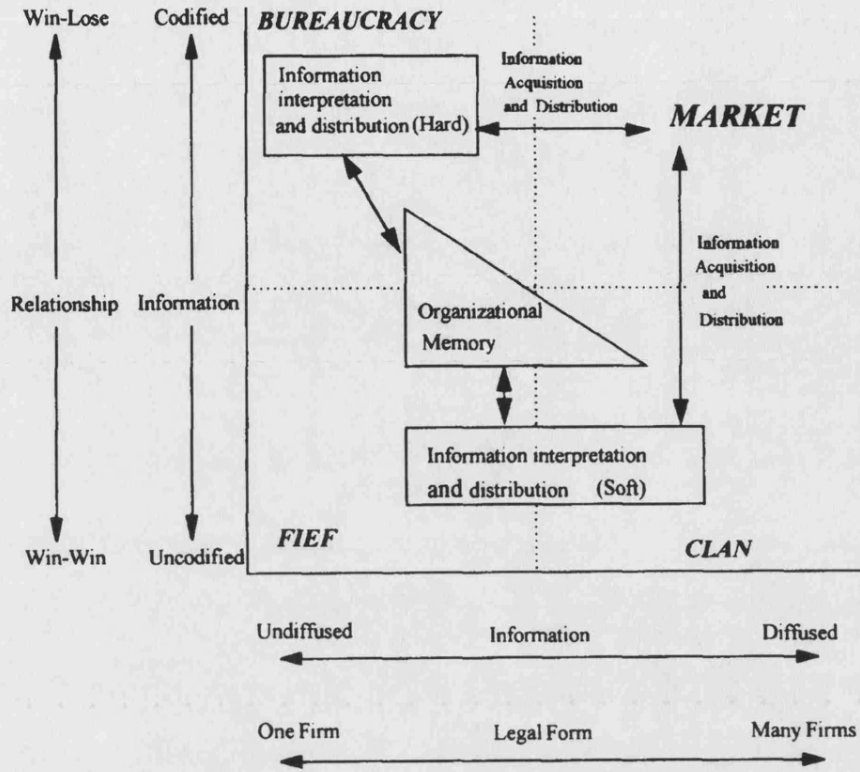 Win-Lose
Codified
BUREAUCRACY
Information
interpretation
and distribution (Hard)
Information
Acquisition
and Distribution
MARKET
Information
Acquisition
and
Distribution
Relationship
Information
Organizational
Memory
Information interpretation
and distribution (Soft)
Win-Win
Uncodified
FIEF
CLAN
Undiffused
Information
Diffused
One Firm
Legal Form
Many Firms